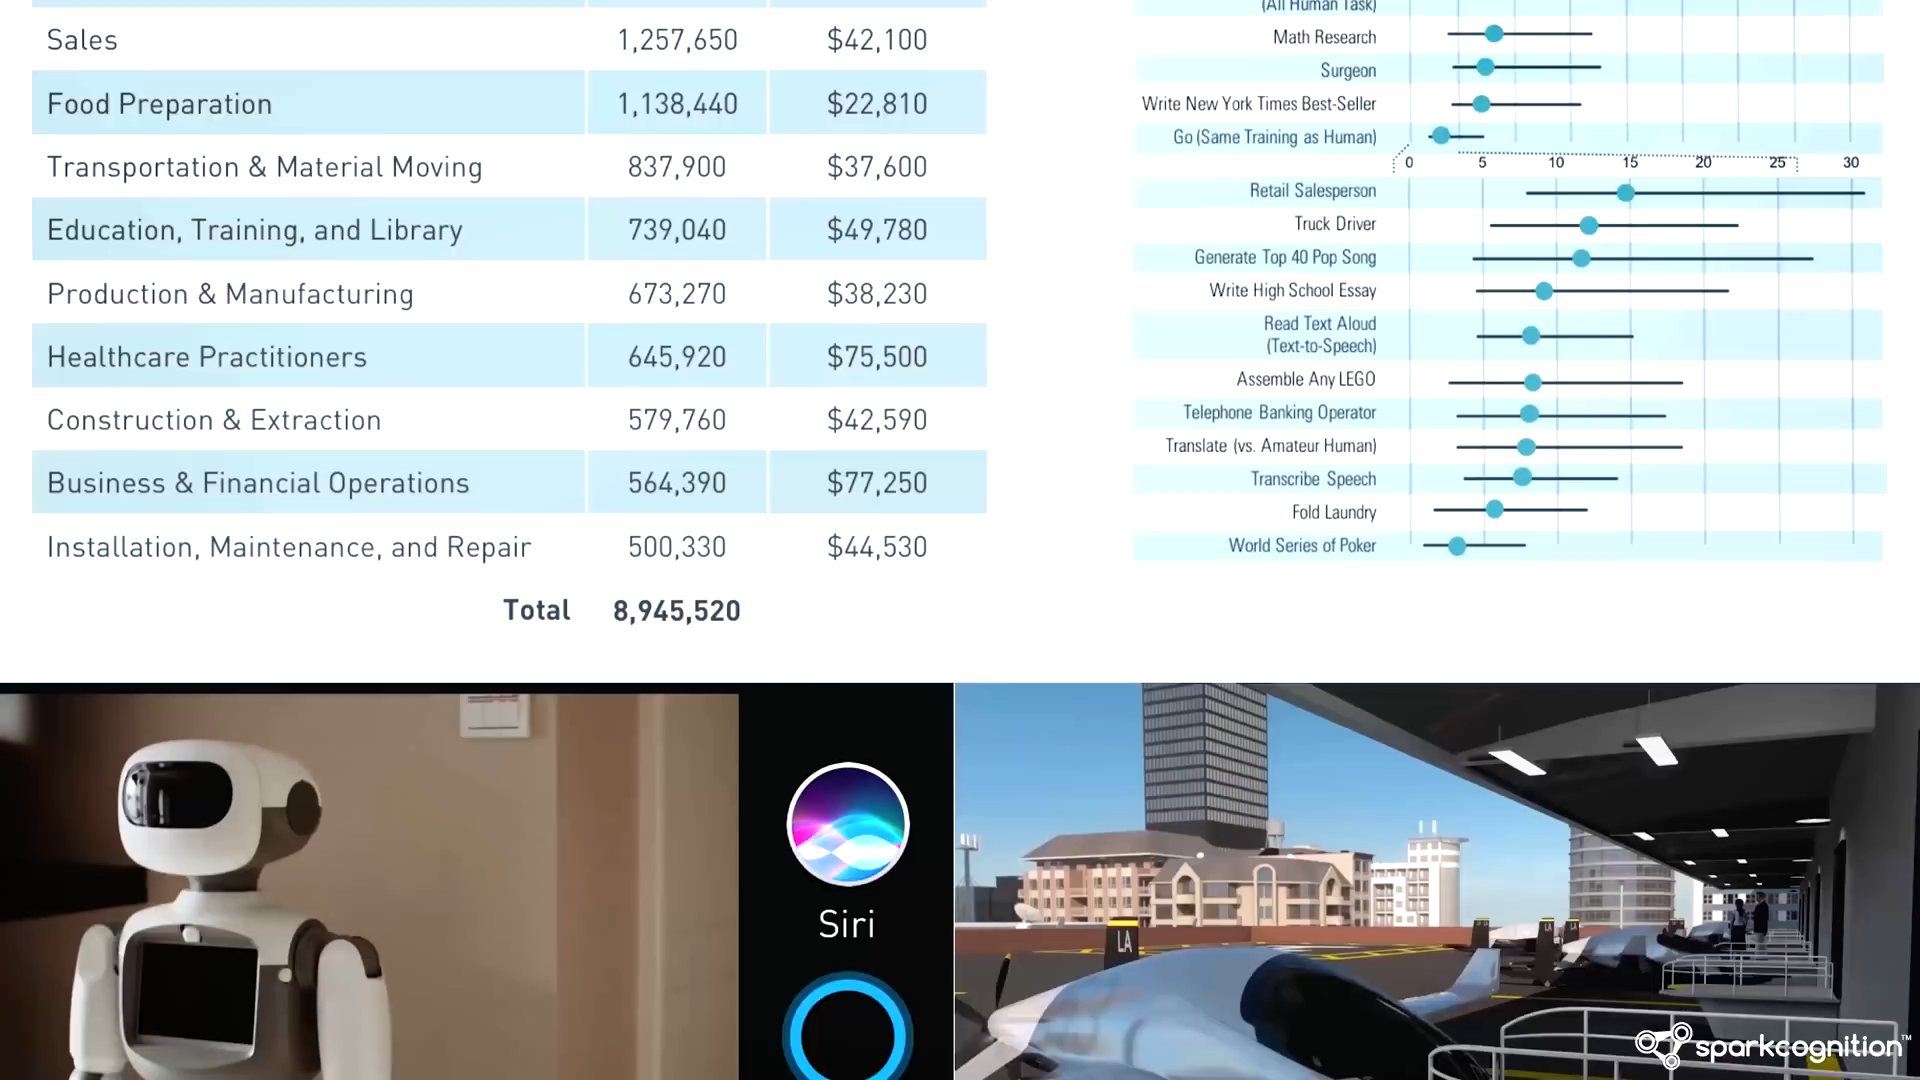 Sales 1,257,650 $42,100
Food Preparation 1,138,440 $22,810
Transportation & Material Moving 837,900 $37,600
Education, Training, and Library 739,040 $49,780
Production & Manufacturing 673,270 $38,230
Healthcare Practitioners 645,920 $75,500
Construction & Extraction 579,760 $42,590
Business & Financial Operations 564,390 $77,250
Installation, Maintenance, and Repair 500,330 $44,530
Total 8,945,520
(All Human Task)
Math Research
Surgeon
Write New York Times Best-Seller
Go (Same Training as Human)
0 5 10 15 20 25 30
Retail Salesperson
Truck Driver
Generate Top 40 Pop Song
Write High School Essay
Read Text Aloud
(Text-to-Speech)
Assemble Any LEGO
Telephone Banking Operator
Translate (vs. Amateur Human)
Transcribe Speech
Fold Laundry
World Series of Poker
Siri
LA
LA
LA
sparkcognition™